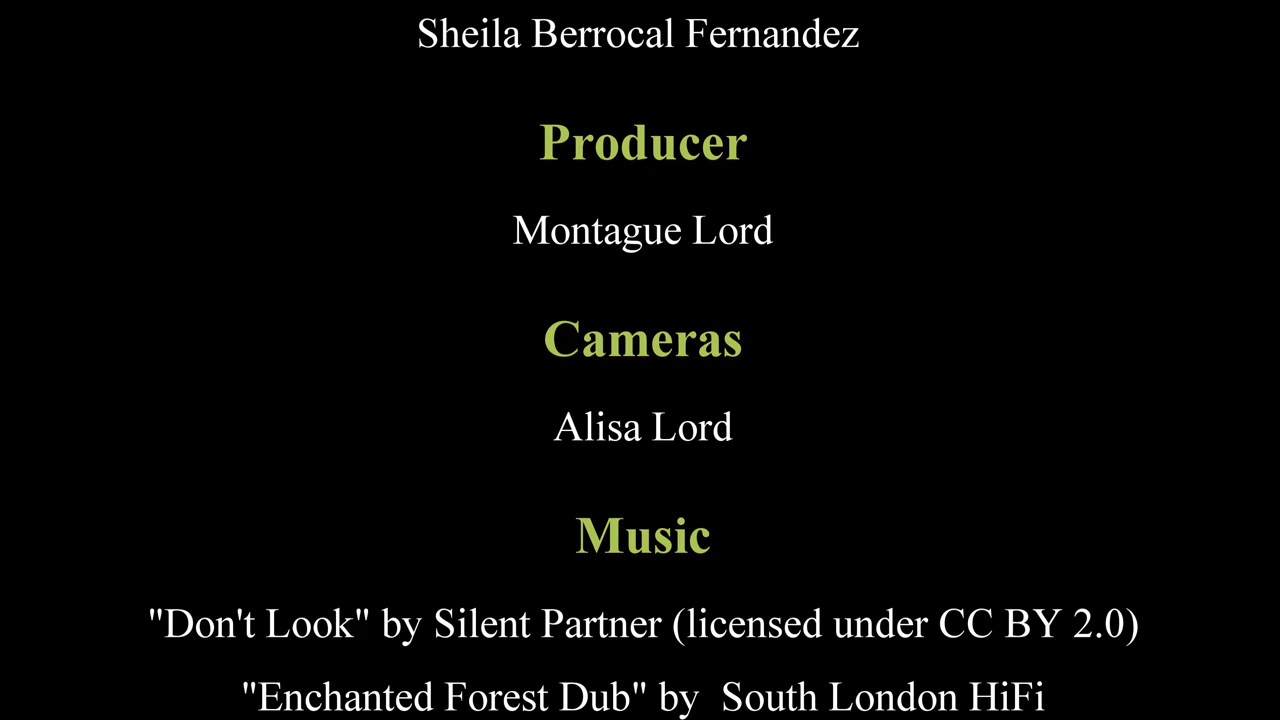 Sheila Berrocal Fernandez
Producer
Montague Lord
Cameras
Alisa Lord
Music
"Don't Look" by Silent Partner (licensed under CC BY 2.0)
"Enchanted Forest Dub" by  South London HiFi